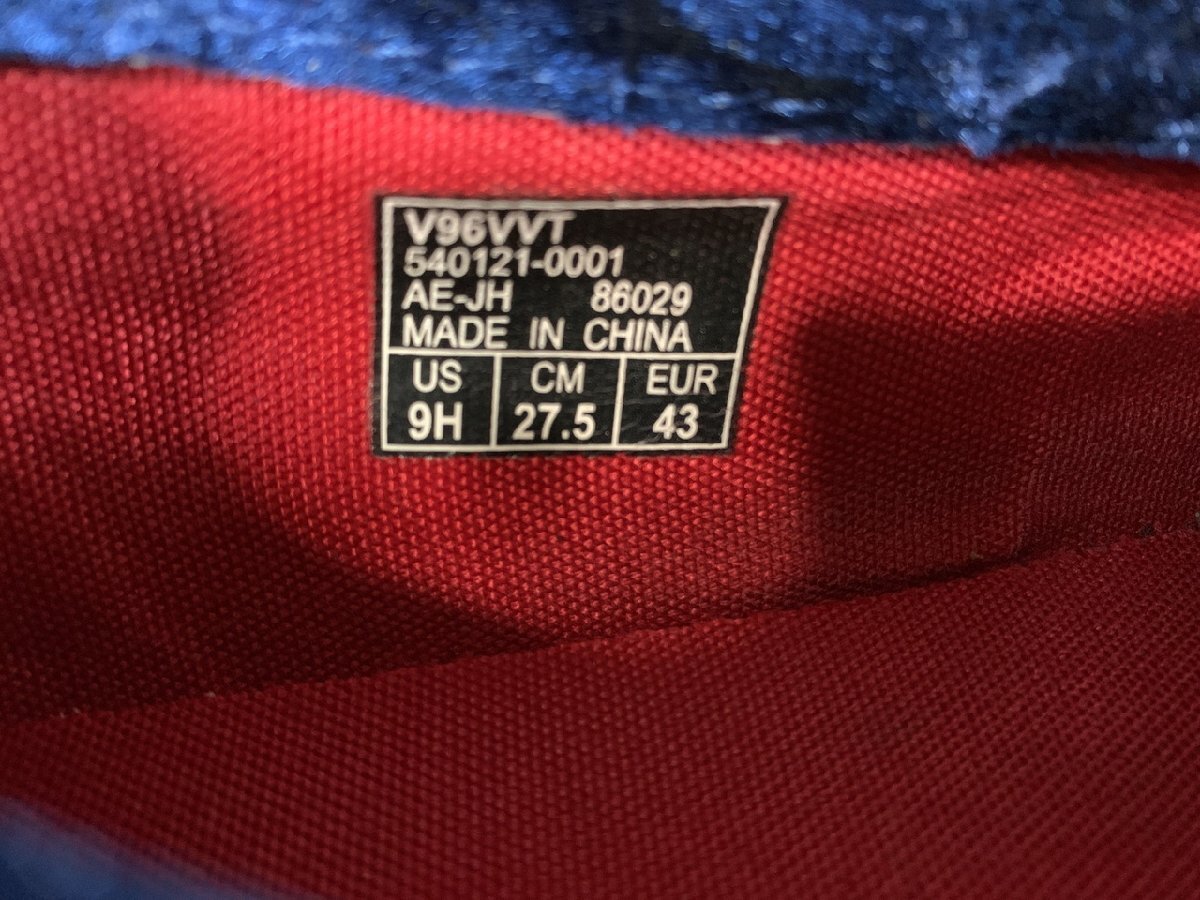 V96VVT
540121-0001
AE-JH 86029
MADE IN CHINA
US CM EUR
9H 27.5 43